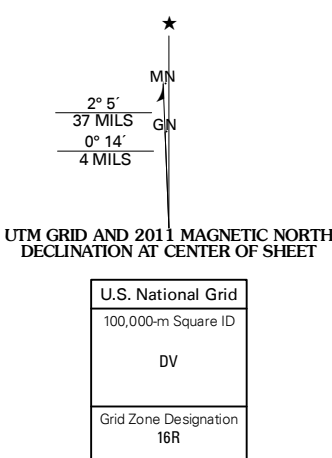 MN
2° 5´
37 MILS
GN
0° 14´
4 MILS
UTM GRID AND 2011 MAGNETIC NORTH
DECLINATION AT CENTER OF SHEET
U.S. National Grid
100,000-m Square ID
DV
Grid Zone Designation
16R